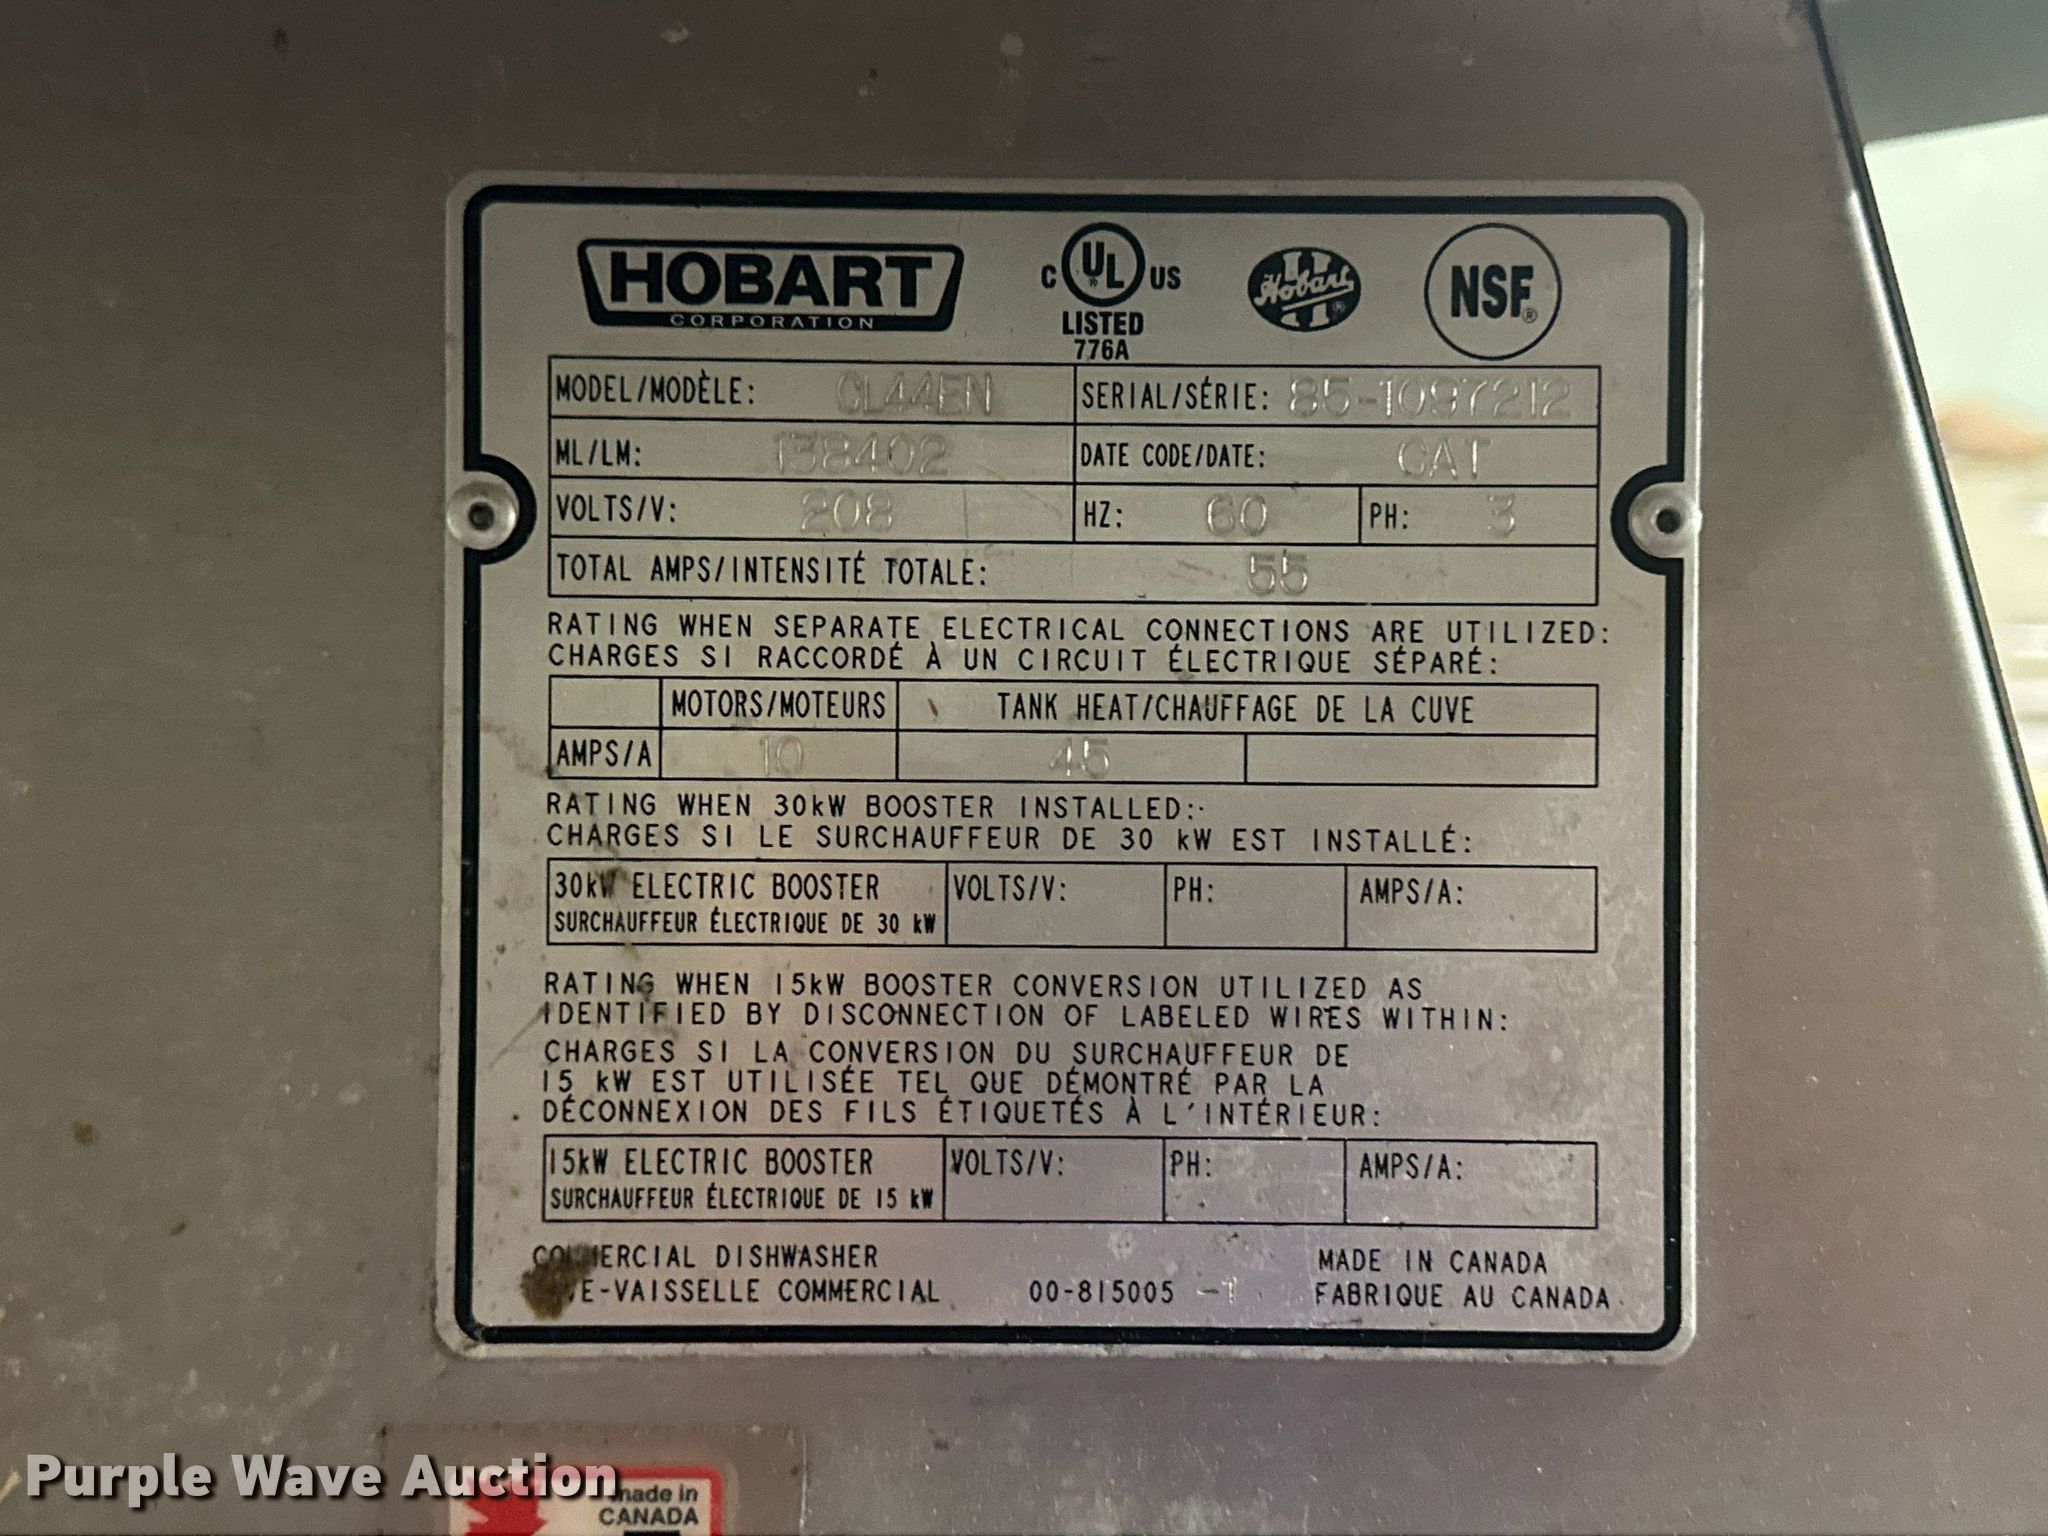 HOBART
CORPORATION
C UL US
LISTED
776A
Hobart ®
NSF®
MODEL/MODÈLE: CL44EN SERIAL/SÉRIE: 85-1097212
ML/LM: 138402 DATE CODE/DATE: CAT
VOLTS/V: 208 HZ: 60 PH: 3
TOTAL AMPS/INTENSITÉ TOTALE: 55
RATING WHEN SEPARATE ELECTRICAL CONNECTIONS ARE UTILIZED:
CHARGES SI RACCORDÉ À UN CIRCUIT ÉLECTRIQUE SÉPARÉ:
MOTORS/MOTEURS TANK HEAT/CHAUFFAGE DE LA CUVE
AMPS/A 10 45
RATING WHEN 30kW BOOSTER INSTALLED:
CHARGES SI LE SURCHAUFFEUR DE 30 kW EST INSTALLÉ:
30kW ELECTRIC BOOSTER VOLTS/V: PH: AMPS/A:
SURCHAUFFEUR ÉLECTRIQUE DE 30 kW
RATING WHEN 15kW BOOSTER CONVERSION UTILIZED AS
IDENTIFIED BY DISCONNECTION OF LABELED WIRES WITHIN:
CHARGES SI LA CONVERSION DU SURCHAUFFEUR DE
15 kW EST UTILISÉE TEL QUE DÉMONTRÉ PAR LA
DÉCONNEXION DES FILS ÉTIQUETÉS À L'INTÉRIEUR:
15kW ELECTRIC BOOSTER VOLTS/V: PH: AMPS/A:
SURCHAUFFEUR ÉLECTRIQUE DE 15 kW
COMMERCIAL DISHWASHER MADE IN CANADA
LAVE-VAISSELLE COMMERCIAL 00-815005 -1 FABRIQUE AU CANADA
Purple Wave Auction
made in
CANADA